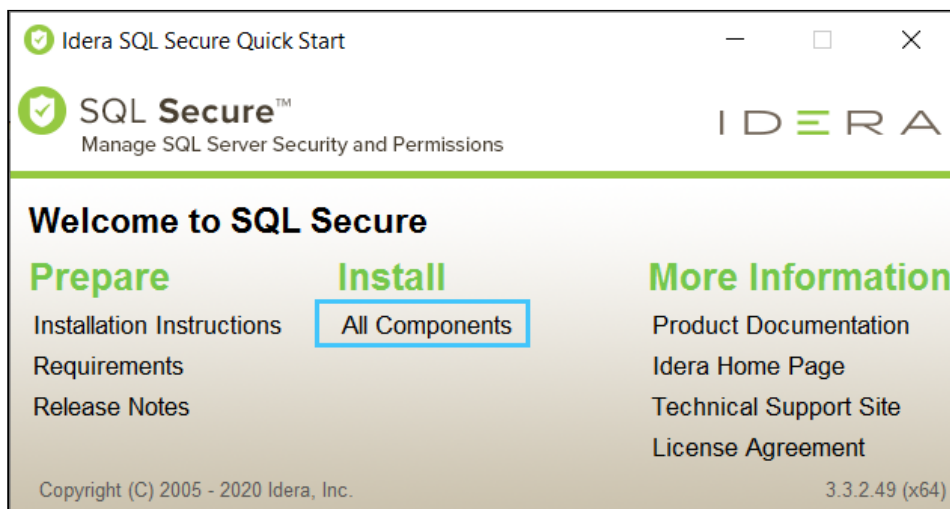 Idera SQL Secure Quick Start
SQL Secure™
Manage SQL Server Security and Permissions
IDERA
Welcome to SQL Secure
Prepare
Installation Instructions
Requirements
Release Notes
Install
All Components
More Information
Product Documentation
Idera Home Page
Technical Support Site
License Agreement
Copyright (C) 2005 - 2020 Idera, Inc.
3.3.2.49 (x64)